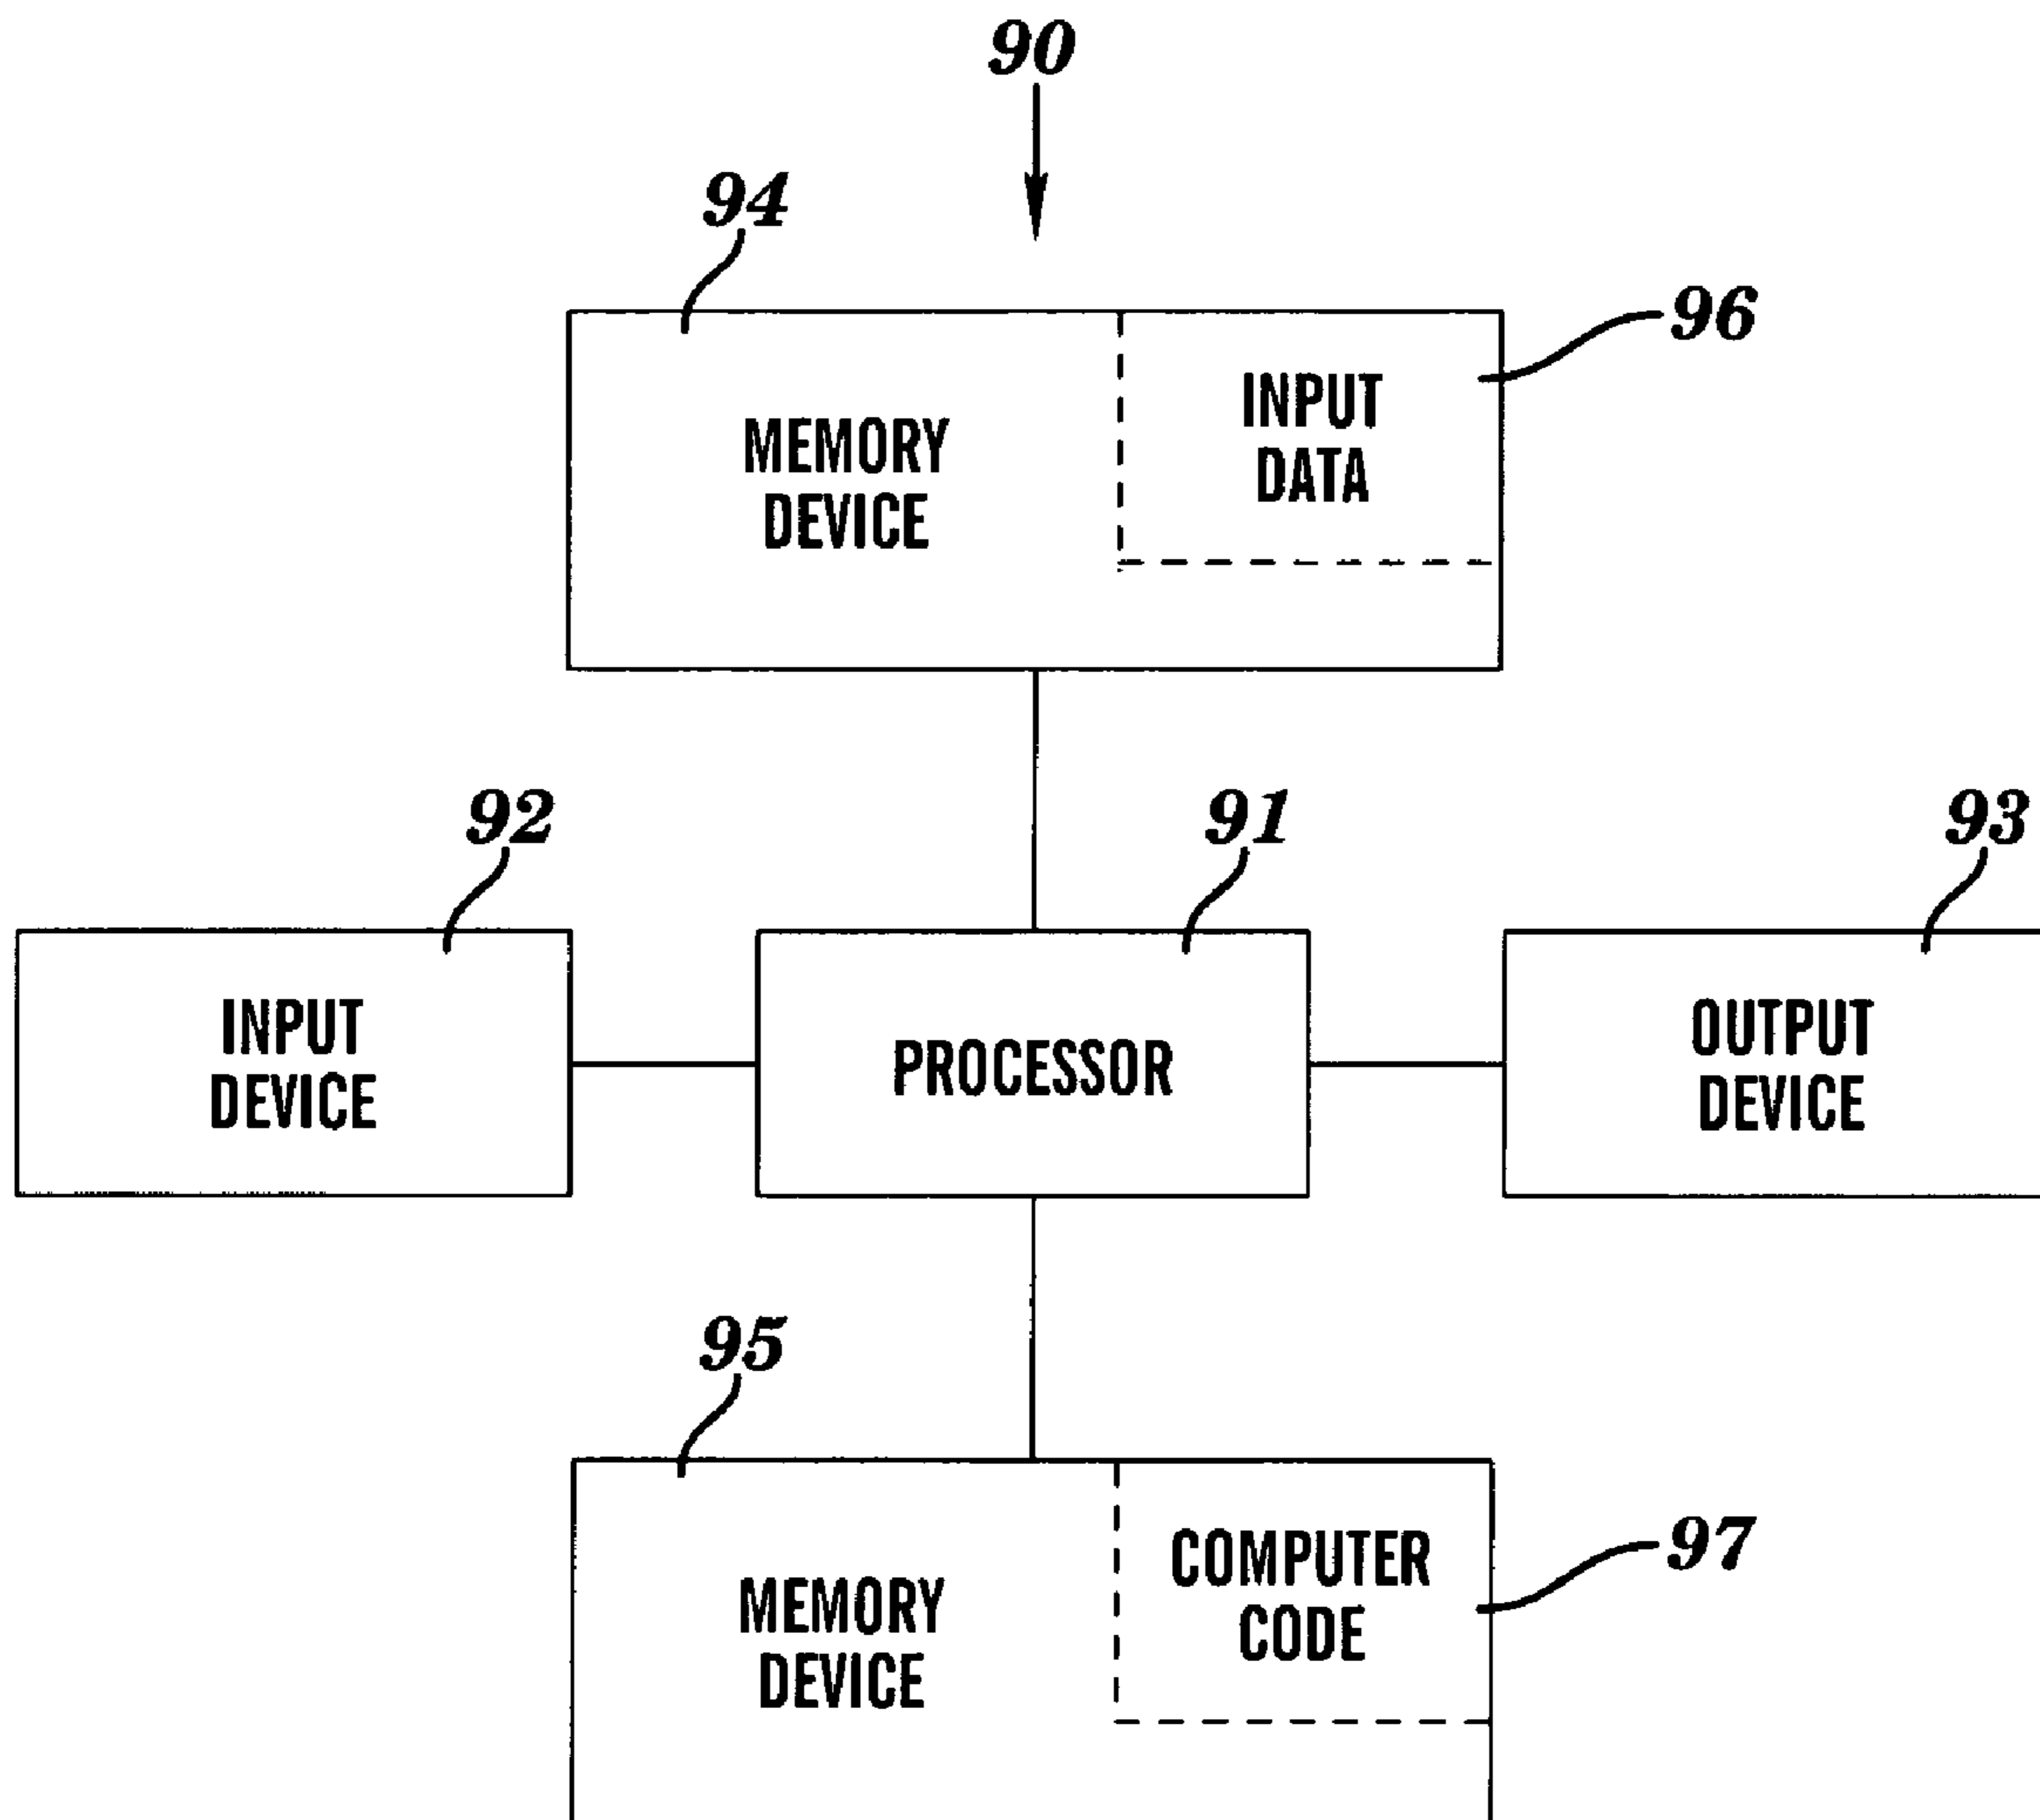 90
94
96
MEMORY
DEVICE
INPUT
DATA
92
91
93
INPUT
DEVICE
PROCESSOR
OUTPUT
DEVICE
95
97
MEMORY
DEVICE
COMPUTER
CODE